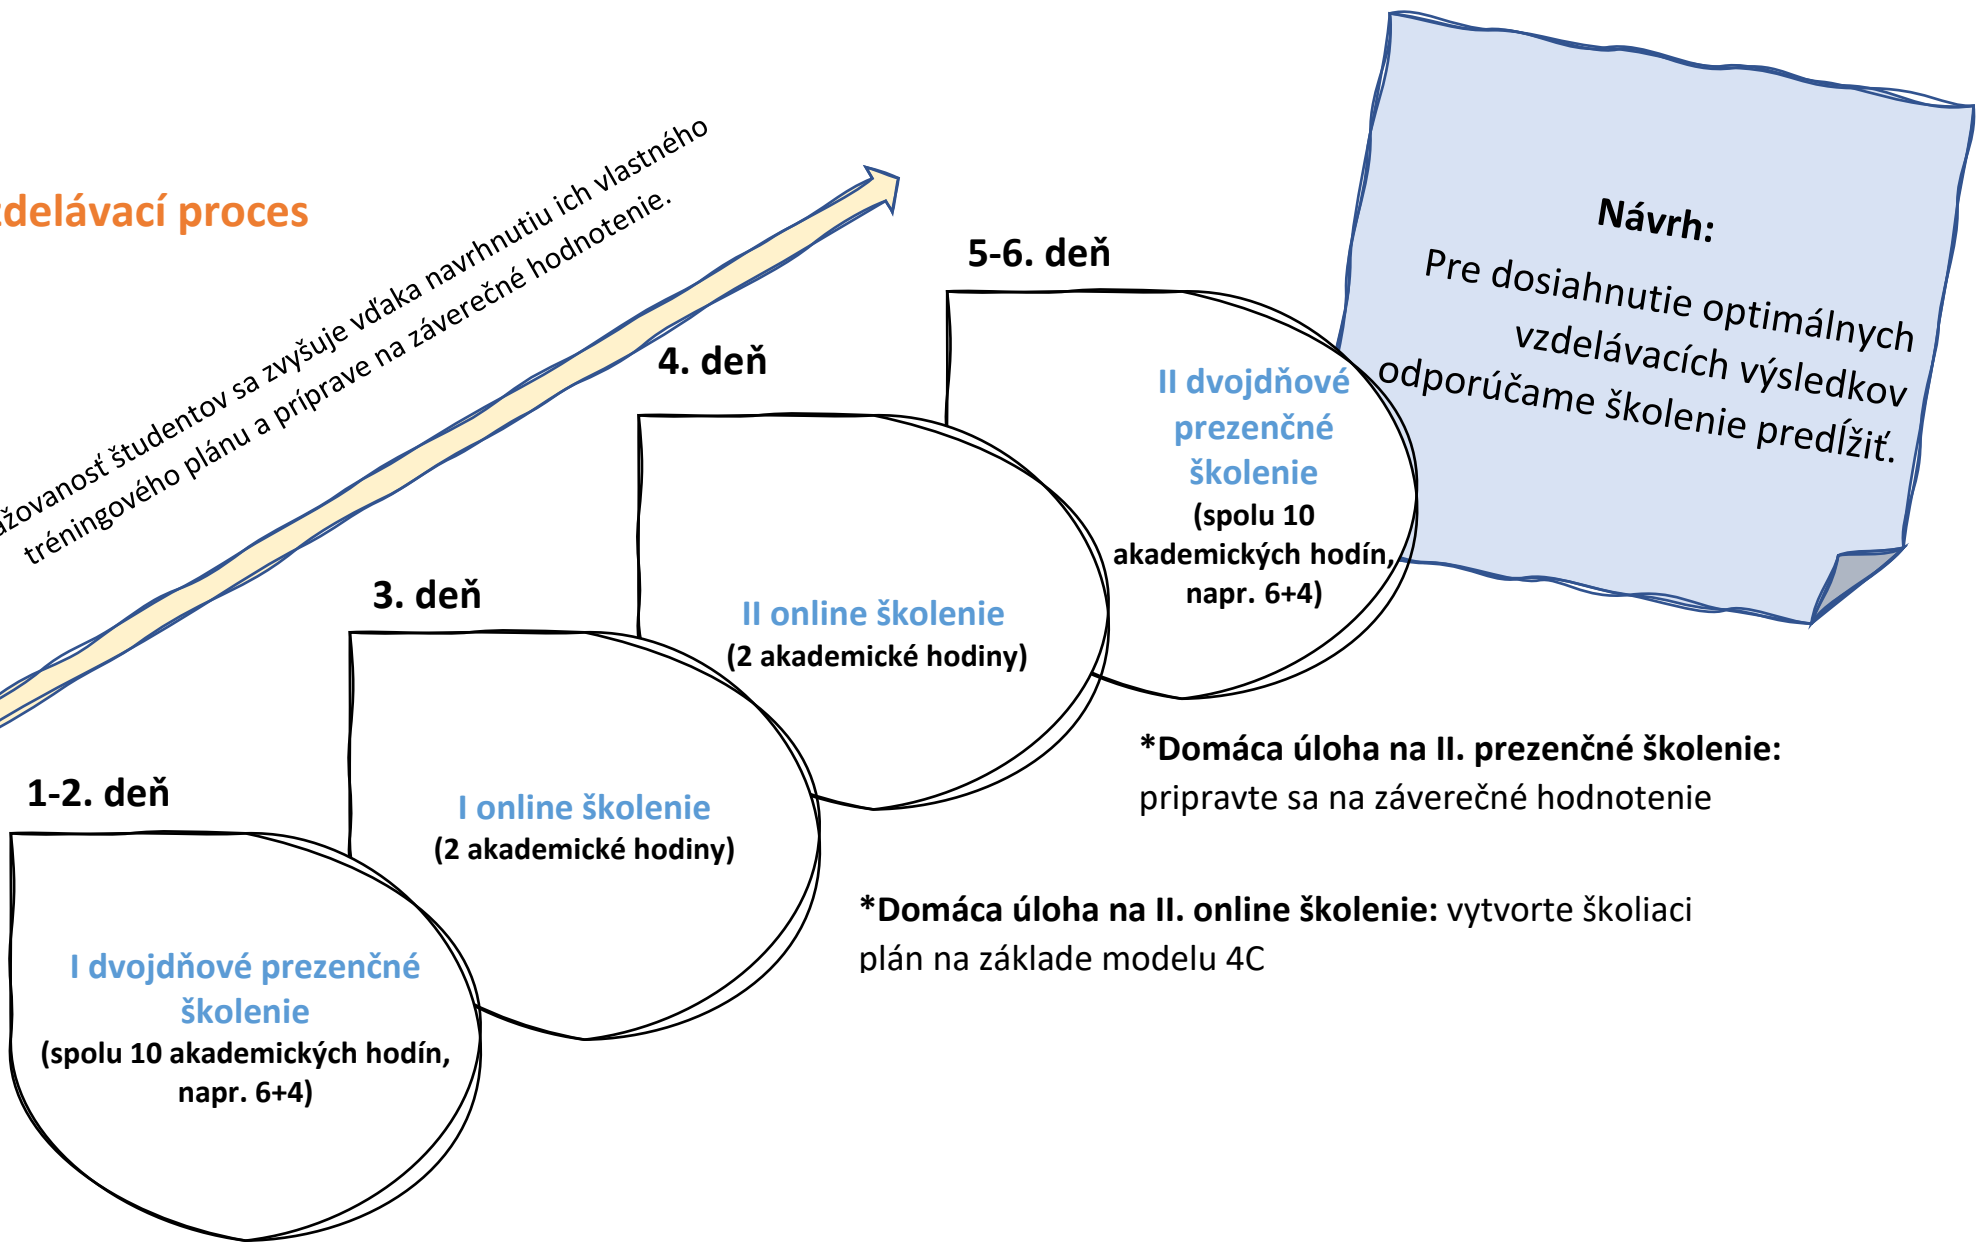 proces
študentov sa zvyšuje vďaka navrhnutiu ich vlastného
tréningového plánu a príprave na záverečné hodnotenie.
Návrh:
Pre dosiahnutie optimálnych
vzdelávacích výsledkov
odporúčame školenie predĺžiť.
5-6. deň
II dvojdňové
prezenčné
školenie
(spolu 10
akademických hodín,
napr. 6+4)
4. deň
II online školenie
(2 akademické hodiny)
3. deň
I online školenie
(2 akademické hodiny)
1-2. deň
I dvojdňové prezenčné
školenie
(spolu 10 akademických hodín,
napr. 6+4)
*Domáca úloha na II. prezenčné školenie:
pripravte sa na záverečné hodnotenie
*Domáca úloha na II. online školenie: vytvorte školiaci
plán na základe modelu 4C